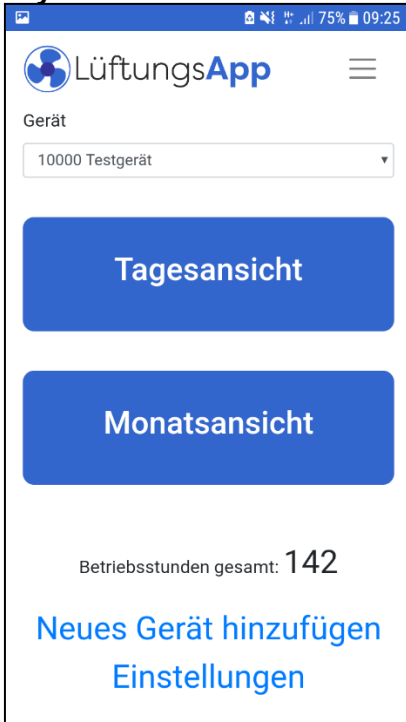 75% 09:25
LüftungsApp
Gerät
10000 Testgerät
Tagesansicht
Monatsansicht
Betriebsstunden gesamt: 142
Neues Gerät hinzufügen
Einstellungen